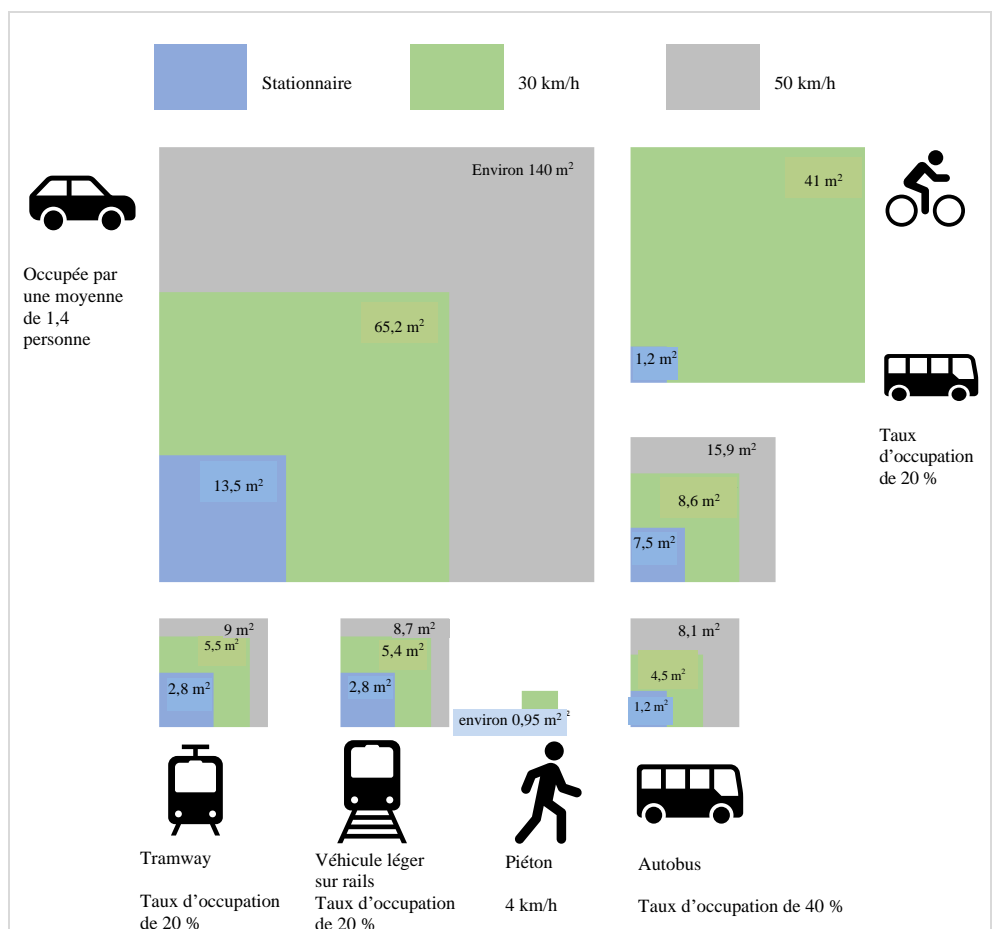 Stationnaire
30 km/h
50 km/h
Environ 140 m²
41 m²
Occupée par
une moyenne
de 1,4
personne
65,2 m²
1,2 m²
Taux
d’occupation
de 20 %
15,9 m²
13,5 m²
8,6 m²
7,5 m²
9 m²
5,5 m²
2,8 m²
8,7 m²
5,4 m²
2,8 m²
environ 0,95 m² ²
8,1 m²
4,5 m²
1,2 m²
Tramway
Taux d’occupation
de 20 %
Véhicule léger
sur rails
Taux d’occupation
de 20 %
Piéton
4 km/h
Autobus
Taux d’occupation de 40 %